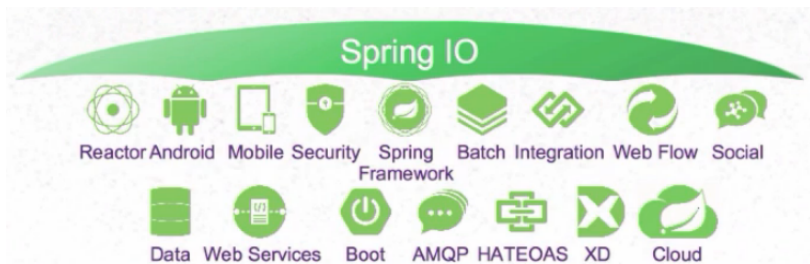 Spring IO
Reactor Android Mobile Security Spring Framework Batch Integration Web Flow Social
Data Web Services Boot AMQP HATEOAS XD Cloud